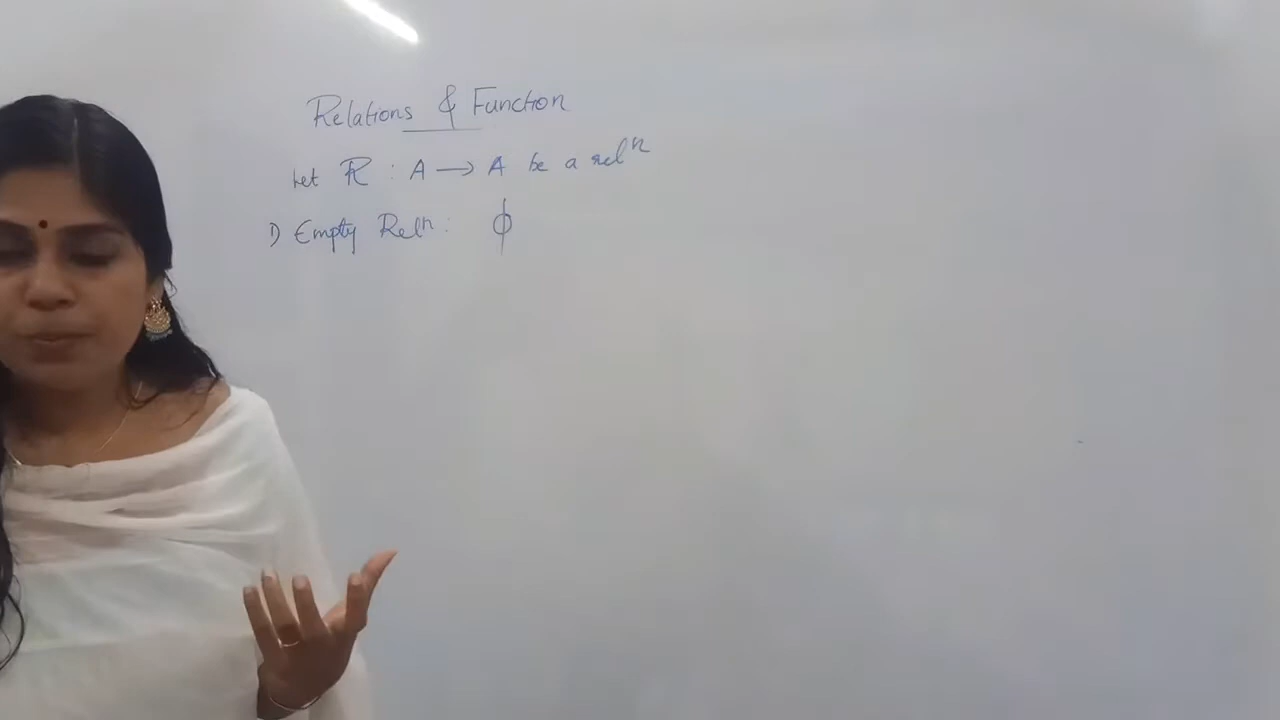 Relations & Function
Let R : A → A be a relⁿ
1) Empty Relⁿ : ϕ